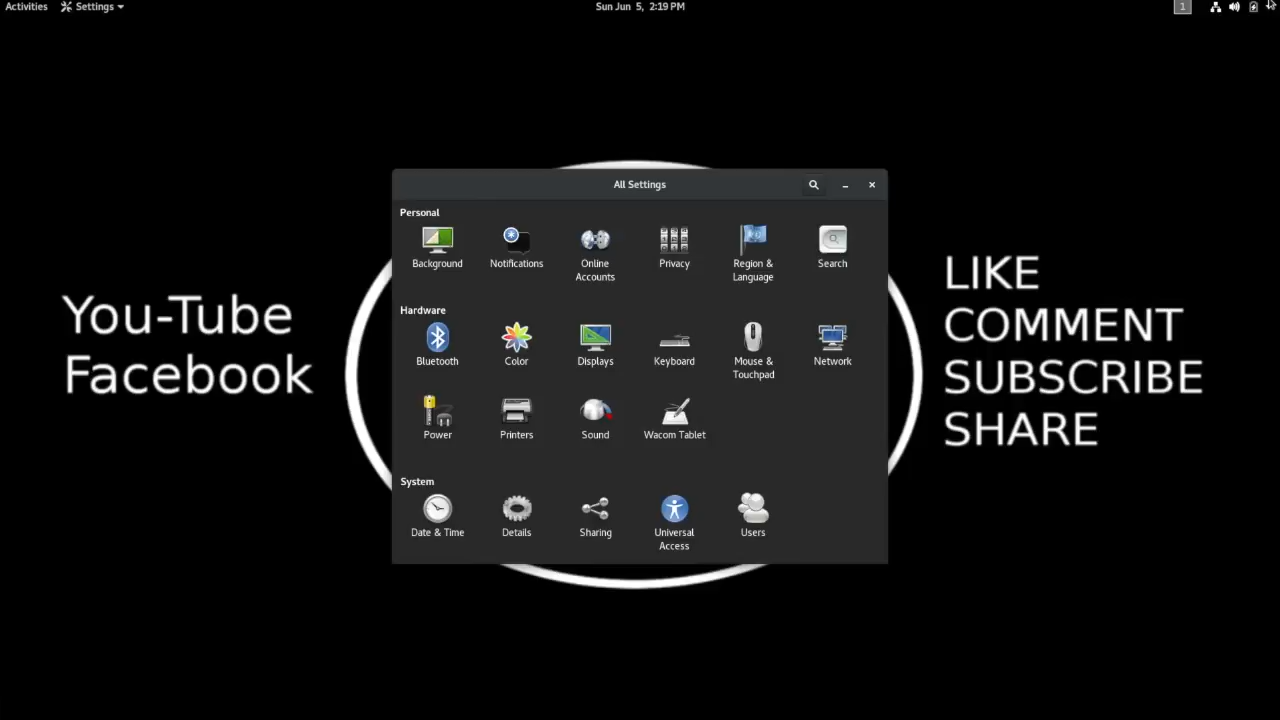 Activities
Settings
Sun Jun 5, 2:19 PM
1
All Settings
Personal
Background
Notifications
Online
Accounts
Privacy
Region &
Language
Search
Hardware
Bluetooth
Color
Displays
Keyboard
Mouse &
Touchpad
Network
Power
Printers
Sound
Wacom Tablet
System
Date & Time
Details
Sharing
Universal
Access
Users
You-Tube
Facebook
LIKE
COMMENT
SUBSCRIBE
SHARE